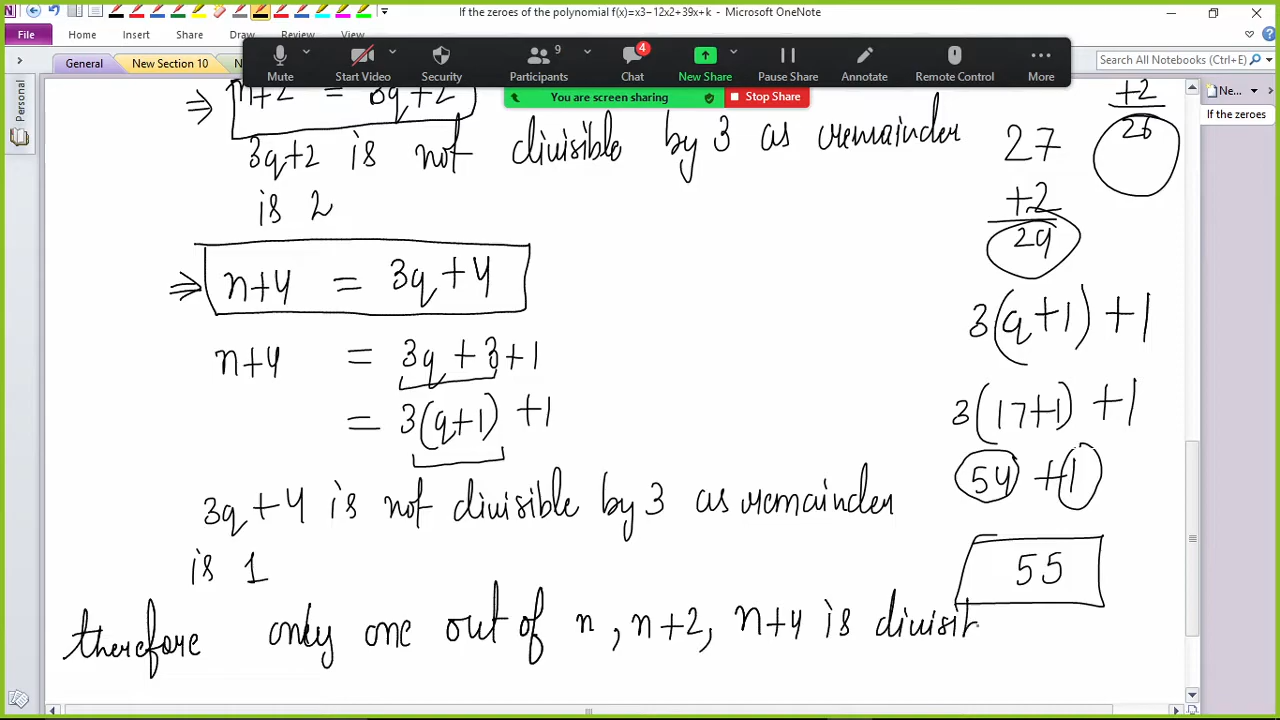 If the zeroes of the polynomial f(x)=x3−12x2+39x+k - Microsoft OneNote
File Home Insert Share Draw
Mute Start Video Security 9 Participants 4 Chat New Share Pause Share Annotate Remote Control More
You are screen sharing Stop Share
General New Section 10 Search All Notebooks (Ctrl+E)
Personal
Ne...
If the zeroes
⇒ n+2 = 3q+2
3q+2 is not divisible by 3 as remainder
is 2
⇒ n+4 = 3q+4
n+4 = 3q + 3 + 1
= 3(q+1) +1
3q+4 is not divisible by 3 as remainder
is 1
therefore only one out of n, n+2, n+4 is divisit
+2
26
27
+2
29
3(q+1) +1
3(17+1) +1
54 +1
55